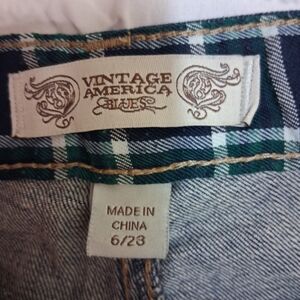 VINTAGE
AMERICA
BLUES
MADE IN
CHINA
6/28